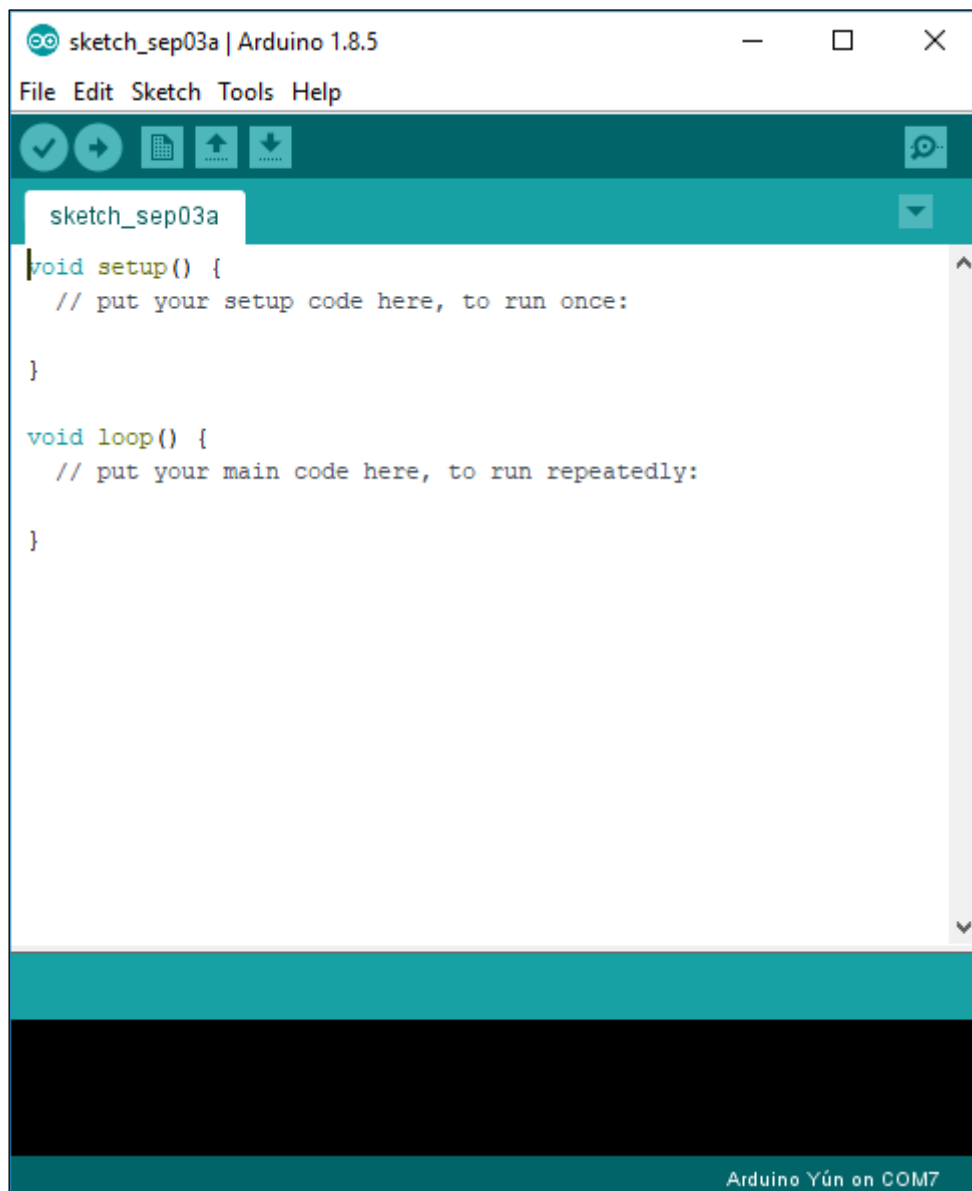 sketch_sep03a | Arduino 1.8.5
File Edit Sketch Tools Help
sketch_sep03a
void setup() {
  // put your setup code here, to run once:
}
void loop() {
  // put your main code here, to run repeatedly:
}
Arduino Yún on COM7